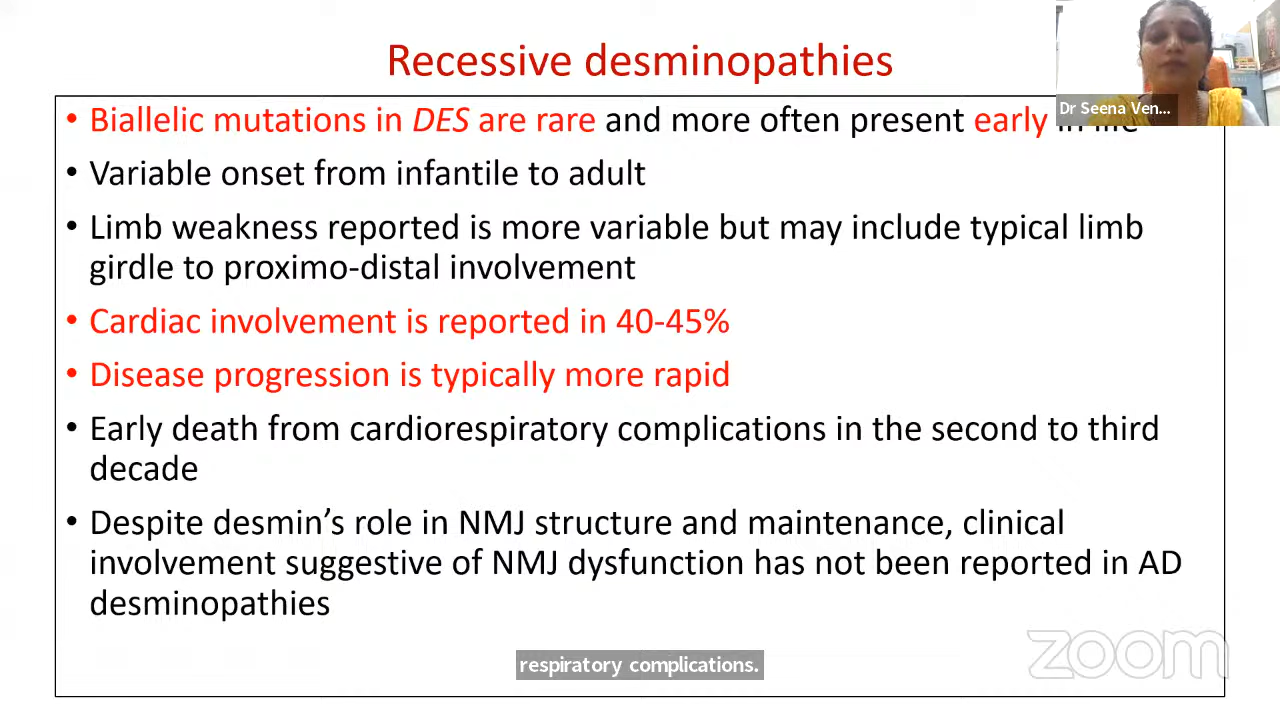 Recessive desminopathies
Dr Seena Ven...
• Biallelic mutations in DES are rare and more often present early in life
• Variable onset from infantile to adult
• Limb weakness reported is more variable but may include typical limb
girdle to proximo-distal involvement
• Cardiac involvement is reported in 40-45%
• Disease progression is typically more rapid
• Early death from cardiorespiratory complications in the second to third
decade
• Despite desmin’s role in NMJ structure and maintenance, clinical
involvement suggestive of NMJ dysfunction has not been reported in AD
desminopathies
zoom
respiratory complications.